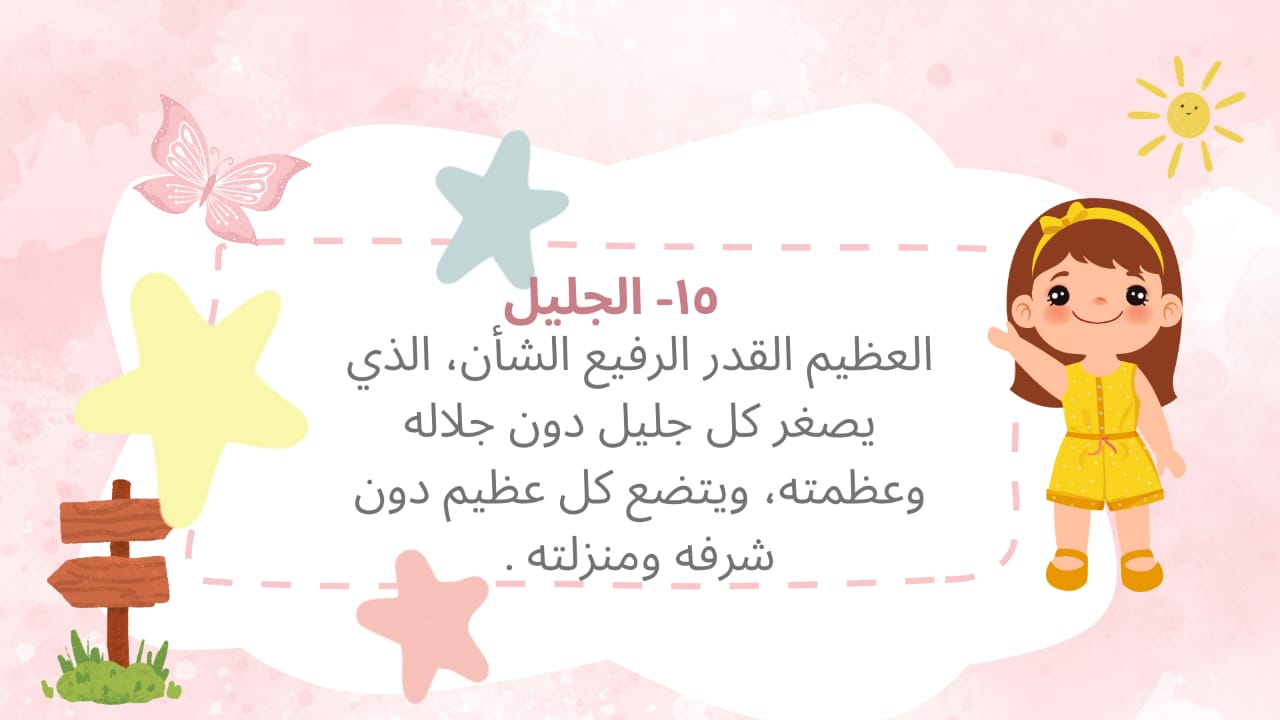 ١٥- الجليل
العظيم القدر الرفيع الشأن، الذي
يصغر كل جليل دون جلاله
وعظمته، ويتضع كل عظيم دون
شرفه ومنزلته .